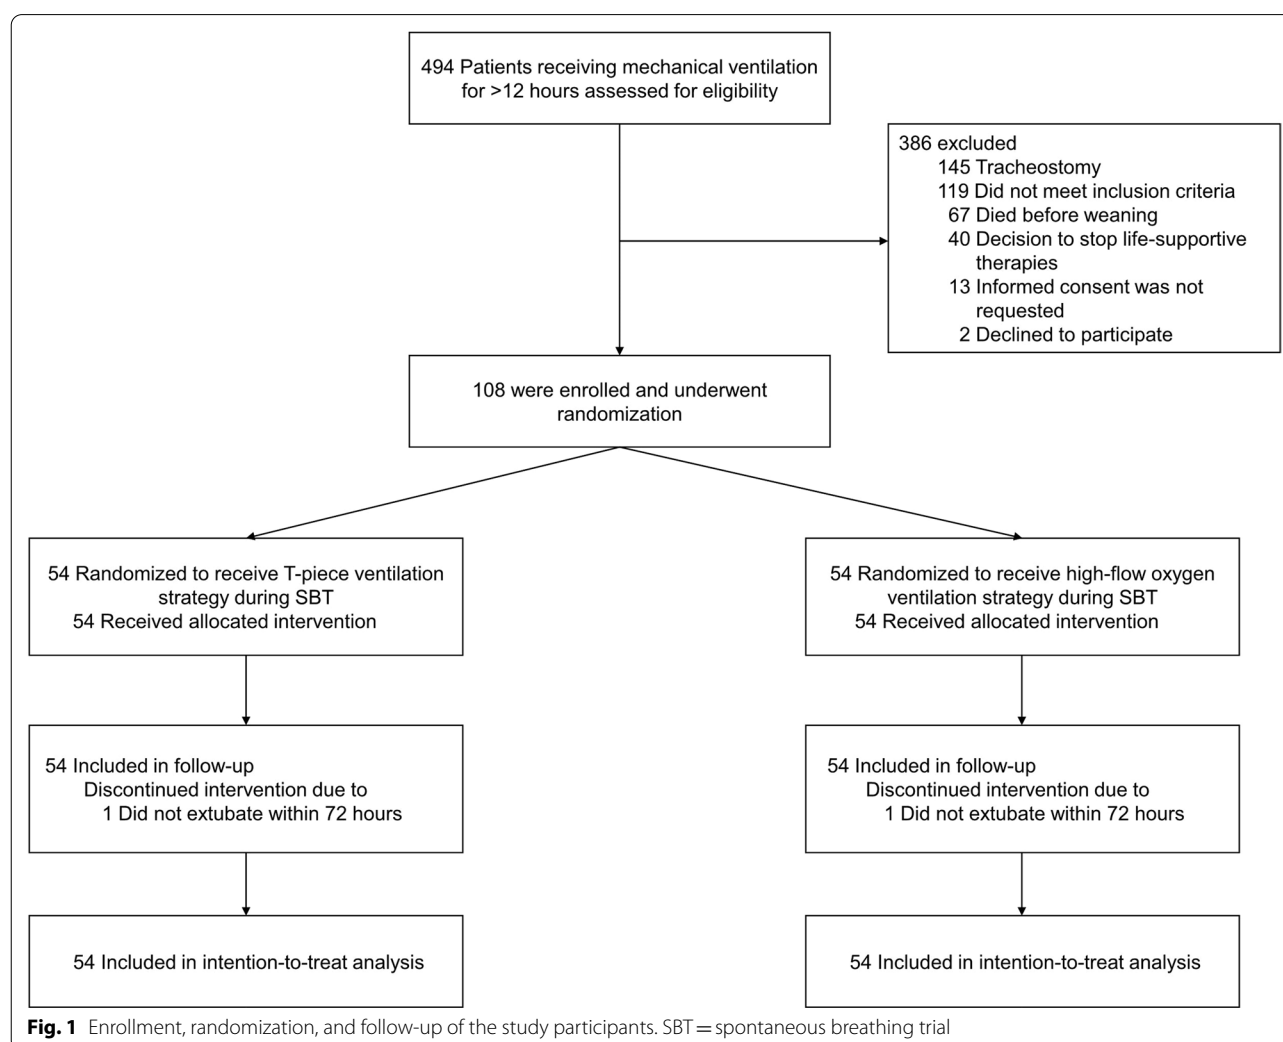 494 Patients receiving mechanical ventilation
for >12 hours assessed for eligibility
386 excluded
145 Tracheostomy
119 Did not meet inclusion criteria
67 Died before weaning
40 Decision to stop life-supportive
therapies
13 Informed consent was not
requested
2 Declined to participate
108 were enrolled and underwent
randomization
54 Randomized to receive T-piece ventilation
strategy during SBT
54 Received allocated intervention
54 Randomized to receive high-flow oxygen
ventilation strategy during SBT
54 Received allocated intervention
54 Included in follow-up
Discontinued intervention due to
1 Did not extubate within 72 hours
54 Included in follow-up
Discontinued intervention due to
1 Did not extubate within 72 hours
54 Included in intention-to-treat analysis
54 Included in intention-to-treat analysis
Fig. 1 Enrollment, randomization, and follow-up of the study participants. SBT = spontaneous breathing trial